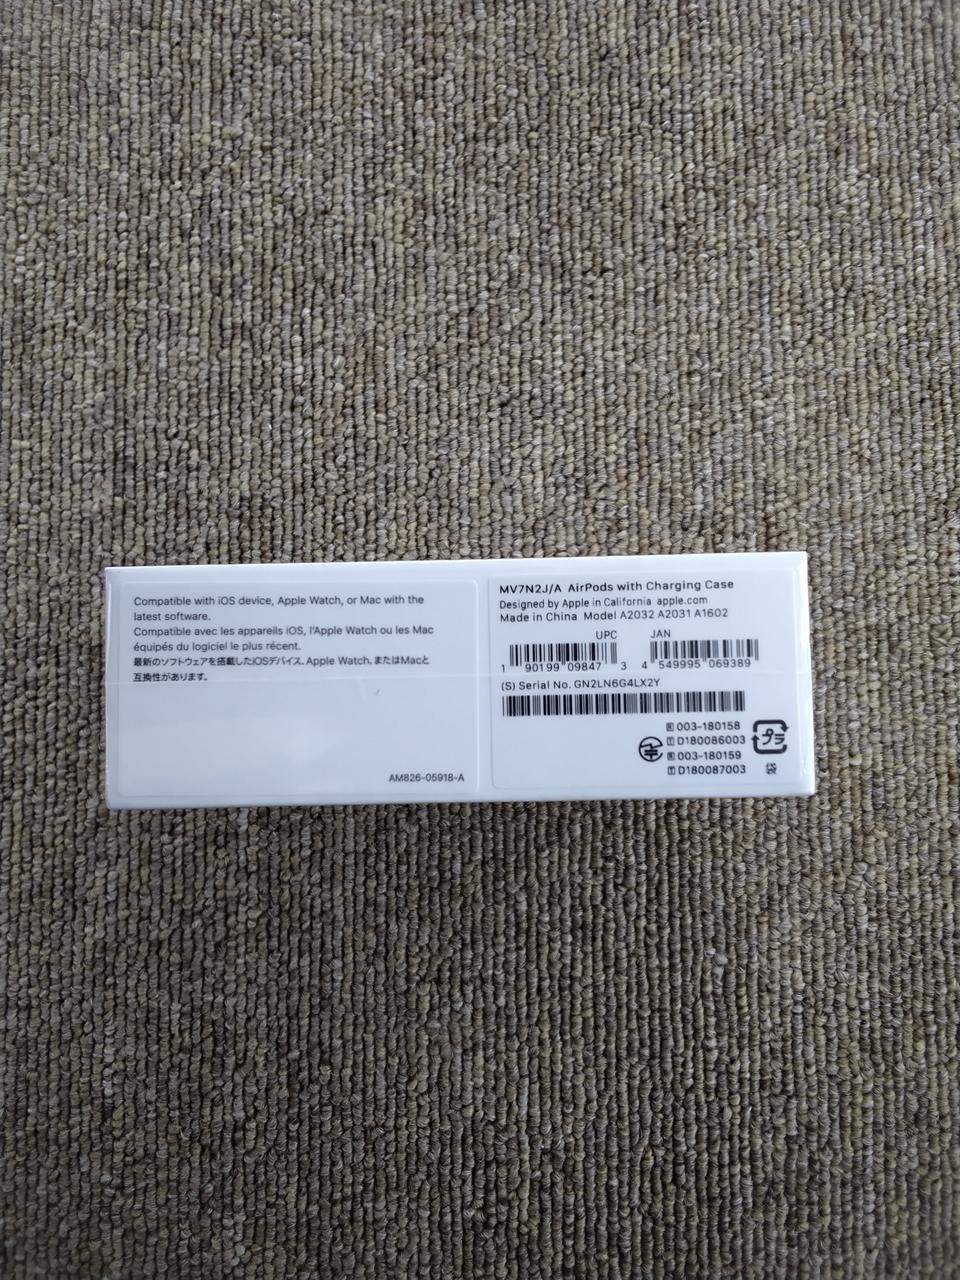 Compatible with iOS device, Apple Watch, or Mac with the
latest software.
Compatible avec les appareils iOS, l'Apple Watch ou les Mac
équipés du logiciel le plus récent.
最新のソフトウェアを搭載したiOSデバイス、Apple Watch、またはMacと
互換性があります。
AM826-05918-A
MV7N2J/A AirPods with Charging Case
Designed by Apple in California apple.com
Made in China Model A2032 A2031 A1602
UPC JAN
1 90199 09847 3 4 549995 069389
(S) Serial No. GN2LN6G4LX2Y
R 003-180158
T D180086003
R 003-180159
T D180087003
プラ
袋